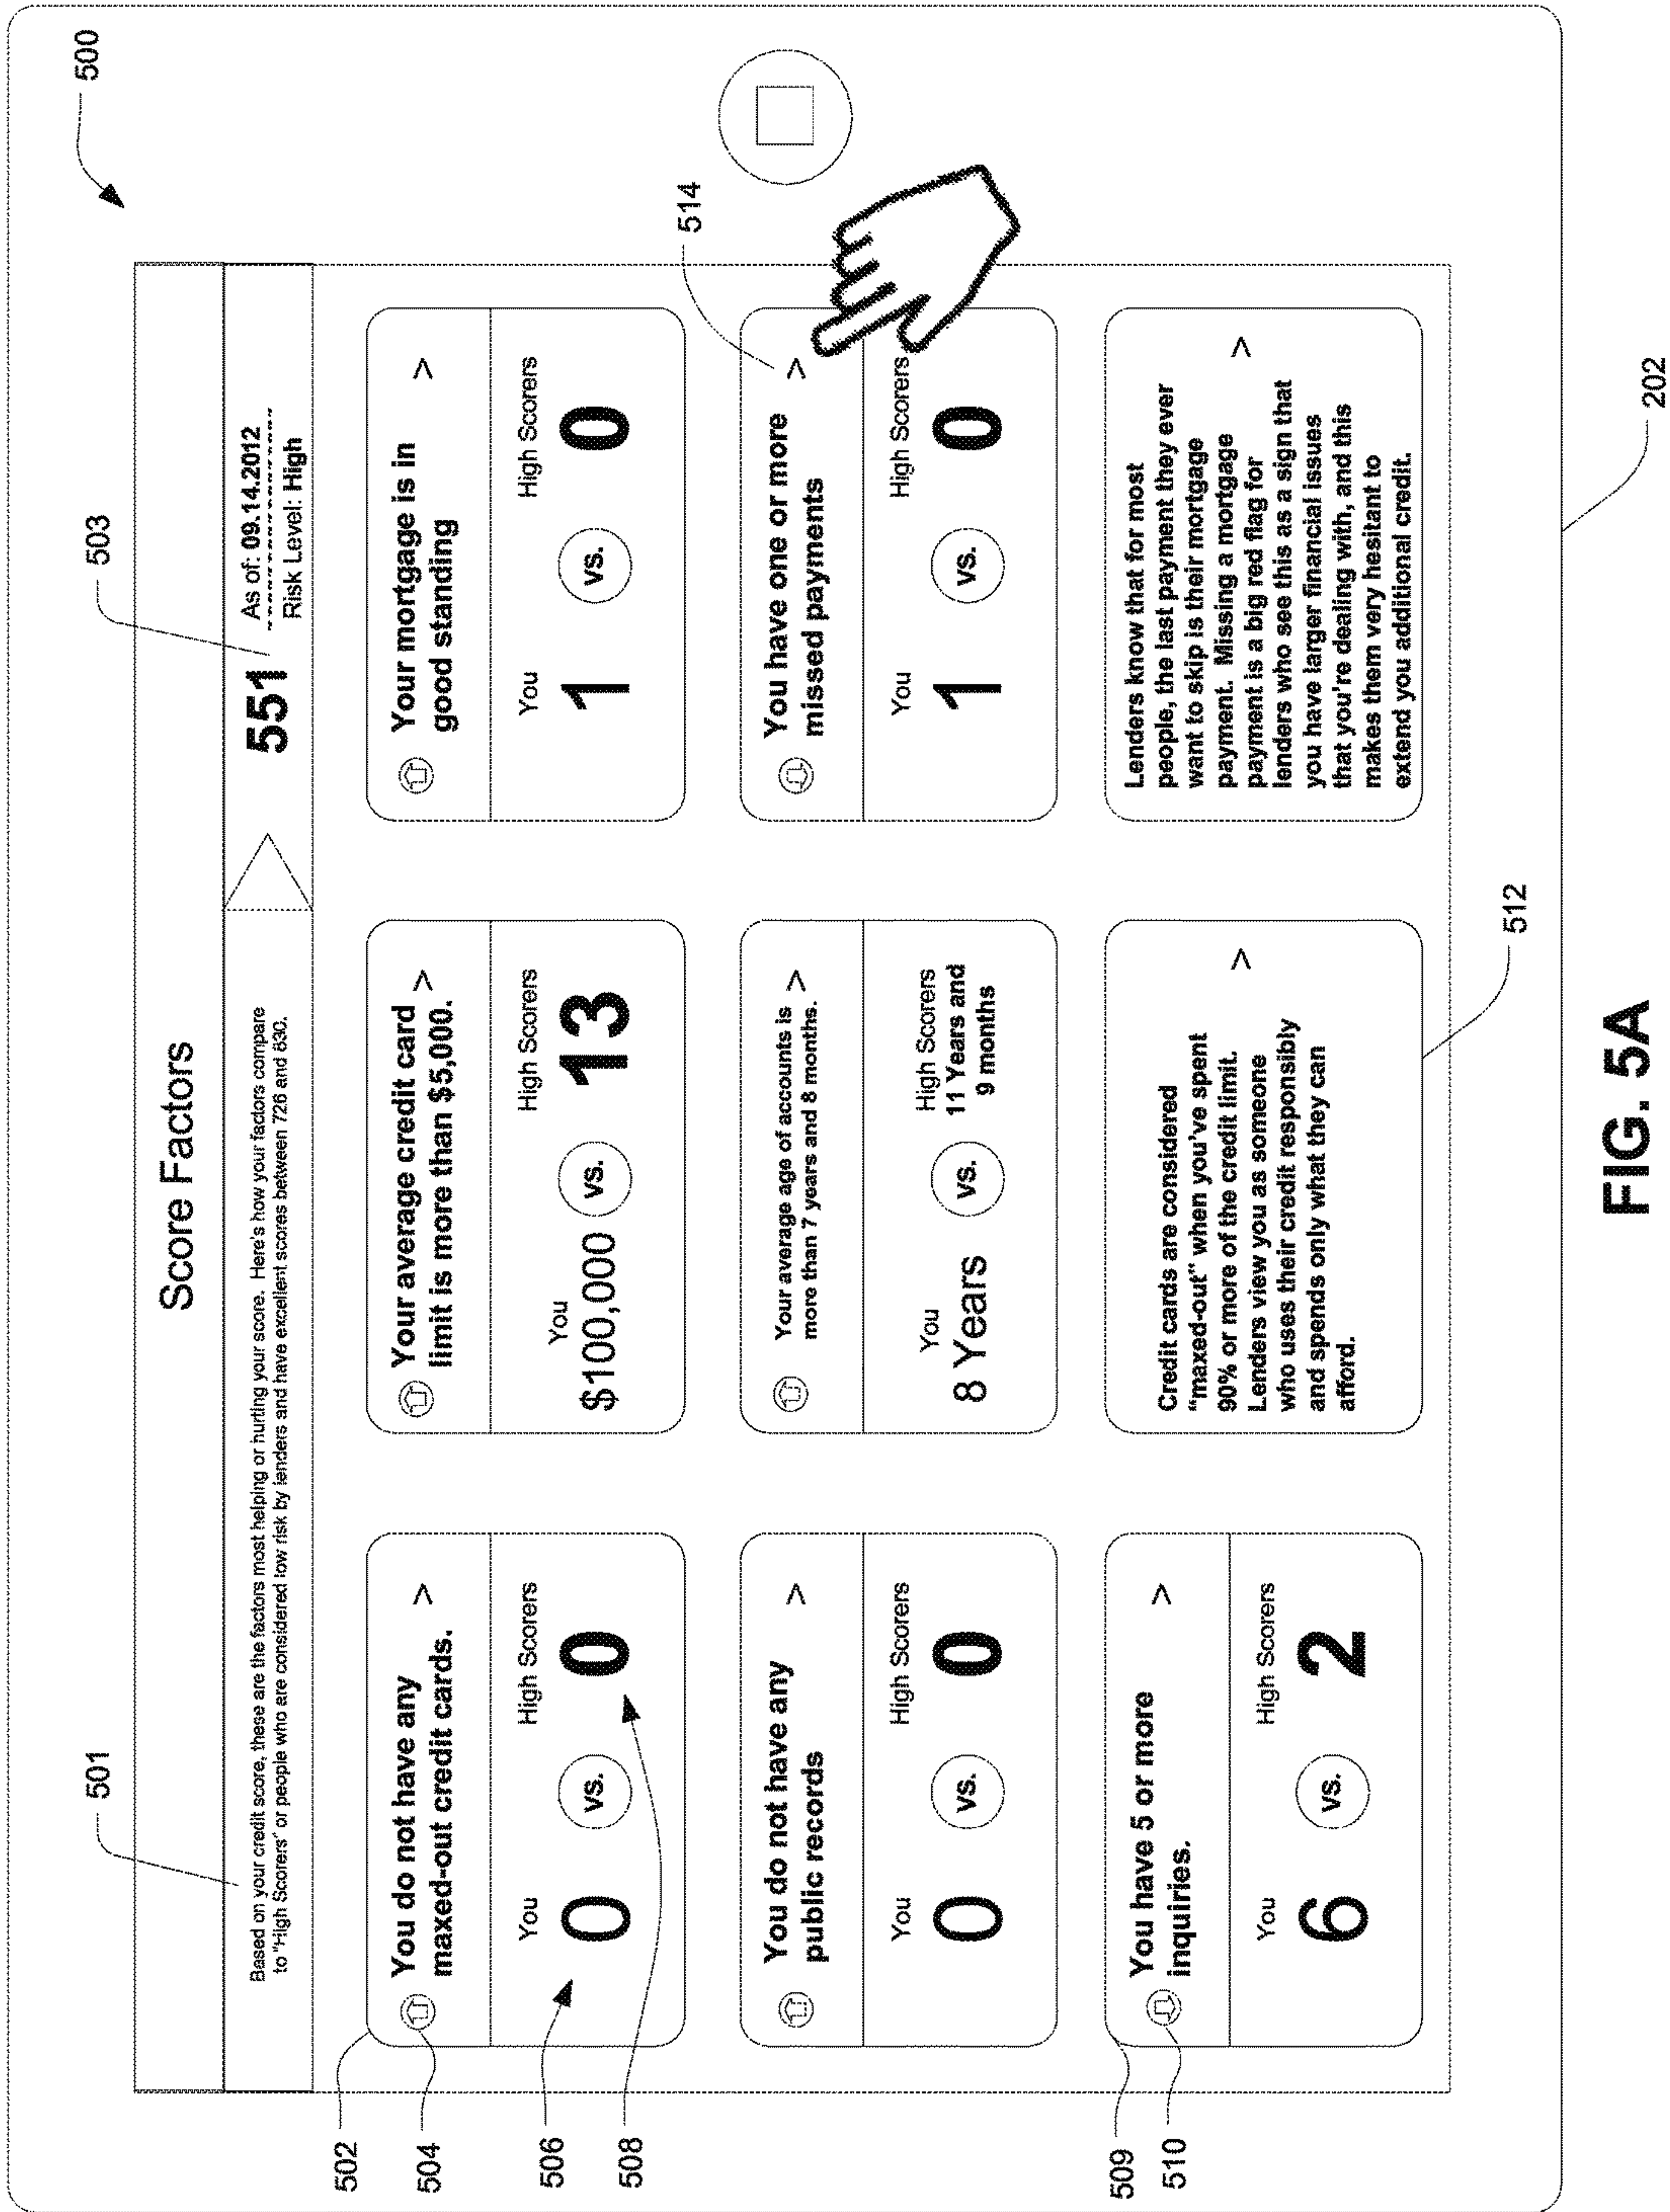 500
Score Factors
501
503
Based on your credit score, these are the factors most helping or hurting your score. Here's how your factors compare
to "High Scorers" or people who are considered low risk by lenders and have excellent scores between 726 and 830.
551
As of: 09.14.2012
Risk Level: High
502
504
506
508
You do not have any >
maxed-out credit cards.
You
High Scorers
0 vs. 0
Your average credit card >
limit is more than $5,000.
You
High Scorers
$100,000 vs. 13
Your mortgage is in >
good standing
You
High Scorers
1 vs. 0
514
You do not have any >
public records
You
High Scorers
0 vs. 0
Your average age of accounts is >
more than 7 years and 8 months.
You
High Scorers
8 Years vs. 11 Years and
9 months
You have one or more >
missed payments
You
High Scorers
1 vs. 0
509
510
You have 5 or more >
inquiries.
You
High Scorers
6 vs. 2
Credit cards are considered
"maxed-out" when you've spent
90% or more of the credit limit. >
Lenders view you as someone
who uses their credit responsibly
and spends only what they can
afford.
512
Lenders know that for most
people, the last payment they ever
want to skip is their mortgage
payment. Missing a mortgage
payment is a big red flag for >
lenders who see this as a sign that
you have larger financial issues
that you're dealing with, and this
makes them very hesitant to
extend you additional credit.
202
FIG. 5A